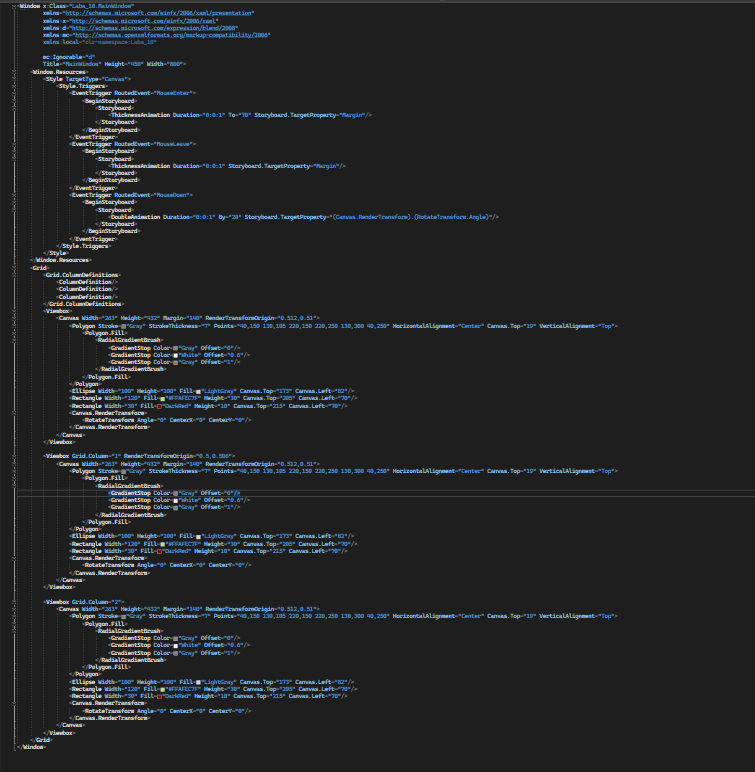 <Window x:Class="Laba_10.MainWindow"
xmlns="http://schemas.microsoft.com/winfx/2006/xaml/presentation"
xmlns:x="http://schemas.microsoft.com/winfx/2006/xaml"
xmlns:d="http://schemas.microsoft.com/expression/blend/2008"
xmlns:mc="http://schemas.openxmlformats.org/markup-compatibility/2006"
xmlns:local="clr-namespace:Laba_10"
mc:Ignorable="d"
Title="MainWindow" Height="450" Width="800">
<Window.Resources>
<Style TargetType="Canvas">
<Style.Triggers>
<EventTrigger RoutedEvent="MouseEnter">
<BeginStoryboard>
<Storyboard>
<ThicknessAnimation Duration="0:0:1" To="70" Storyboard.TargetProperty="Margin"/>
</Storyboard>
</BeginStoryboard>
</EventTrigger>
<EventTrigger RoutedEvent="MouseLeave">
<BeginStoryboard>
<Storyboard>
<ThicknessAnimation Duration="0:0:1" Storyboard.TargetProperty="Margin"/>
</Storyboard>
</BeginStoryboard>
</EventTrigger>
<EventTrigger RoutedEvent="MouseDown">
<BeginStoryboard>
<Storyboard>
<DoubleAnimation Duration="0:0:1" By="20" Storyboard.TargetProperty="(Canvas.RenderTransform).(RotateTransform.Angle)"/>
</Storyboard>
</BeginStoryboard>
</EventTrigger>
</Style.Triggers>
</Style>
</Window.Resources>
<Grid>
<Grid.ColumnDefinitions>
<ColumnDefinition/>
<ColumnDefinition/>
<ColumnDefinition/>
</Grid.ColumnDefinitions>
<Viewbox>
<Canvas Width="263" Height="432" Margin="140" RenderTransformOrigin="0.512,0.51">
<Polygon Stroke="Gray" StrokeThickness="7" Points="40,150 130,105 220,150 220,250 130,300 40,250" HorizontalAlignment="Center" Canvas.Top="19" VerticalAlignment="Top">
<Polygon.Fill>
<RadialGradientBrush>
<GradientStop Color="Gray" Offset="0"/>
<GradientStop Color="White" Offset="0.6"/>
<GradientStop Color="Gray" Offset="1"/>
</RadialGradientBrush>
</Polygon.Fill>
</Polygon>
<Ellipse Width="100" Height="100" Fill="LightGray" Canvas.Top="173" Canvas.Left="82"/>
<Rectangle Width="120" Fill="#FFAFEC7F" Height="30" Canvas.Top="205" Canvas.Left="70"/>
<Rectangle Width="30" Fill="DarkRed" Height="10" Canvas.Top="215" Canvas.Left="70"/>
<Canvas.RenderTransform>
<RotateTransform Angle="0" CenterX="0" CenterY="0"/>
</Canvas.RenderTransform>
</Canvas>
</Viewbox>
<Viewbox Grid.Column="1" RenderTransformOrigin="0.5,0.506">
<Canvas Width="263" Height="432" Margin="140" RenderTransformOrigin="0.512,0.51">
<Polygon Stroke="Gray" StrokeThickness="7" Points="40,150 130,105 220,150 220,250 130,300 40,250" HorizontalAlignment="Center" Canvas.Top="19" VerticalAlignment="Top">
<Polygon.Fill>
<RadialGradientBrush>
<GradientStop Color="Gray" Offset="0"/>
<GradientStop Color="White" Offset="0.6"/>
<GradientStop Color="Gray" Offset="1"/>
</RadialGradientBrush>
</Polygon.Fill>
</Polygon>
<Ellipse Width="100" Height="100" Fill="LightGray" Canvas.Top="173" Canvas.Left="82"/>
<Rectangle Width="120" Fill="#FFAFEC7F" Height="30" Canvas.Top="205" Canvas.Left="70"/>
<Rectangle Width="30" Fill="DarkRed" Height="10" Canvas.Top="215" Canvas.Left="70"/>
<Canvas.RenderTransform>
<RotateTransform Angle="0" CenterX="0" CenterY="0"/>
</Canvas.RenderTransform>
</Canvas>
</Viewbox>
<Viewbox Grid.Column="2">
<Canvas Width="263" Height="432" Margin="140" RenderTransformOrigin="0.512,0.51">
<Polygon Stroke="Gray" StrokeThickness="7" Points="40,150 130,105 220,150 220,250 130,300 40,250" HorizontalAlignment="Center" Canvas.Top="19" VerticalAlignment="Top">
<Polygon.Fill>
<RadialGradientBrush>
<GradientStop Color="Gray" Offset="0"/>
<GradientStop Color="White" Offset="0.6"/>
<GradientStop Color="Gray" Offset="1"/>
</RadialGradientBrush>
</Polygon.Fill>
</Polygon>
<Ellipse Width="100" Height="100" Fill="LightGray" Canvas.Top="173" Canvas.Left="82"/>
<Rectangle Width="120" Fill="#FFAFEC7F" Height="30" Canvas.Top="205" Canvas.Left="70"/>
<Rectangle Width="30" Fill="DarkRed" Height="10" Canvas.Top="215" Canvas.Left="70"/>
<Canvas.RenderTransform>
<RotateTransform Angle="0" CenterX="0" CenterY="0"/>
</Canvas.RenderTransform>
</Canvas>
</Viewbox>
</Grid>
</Window>